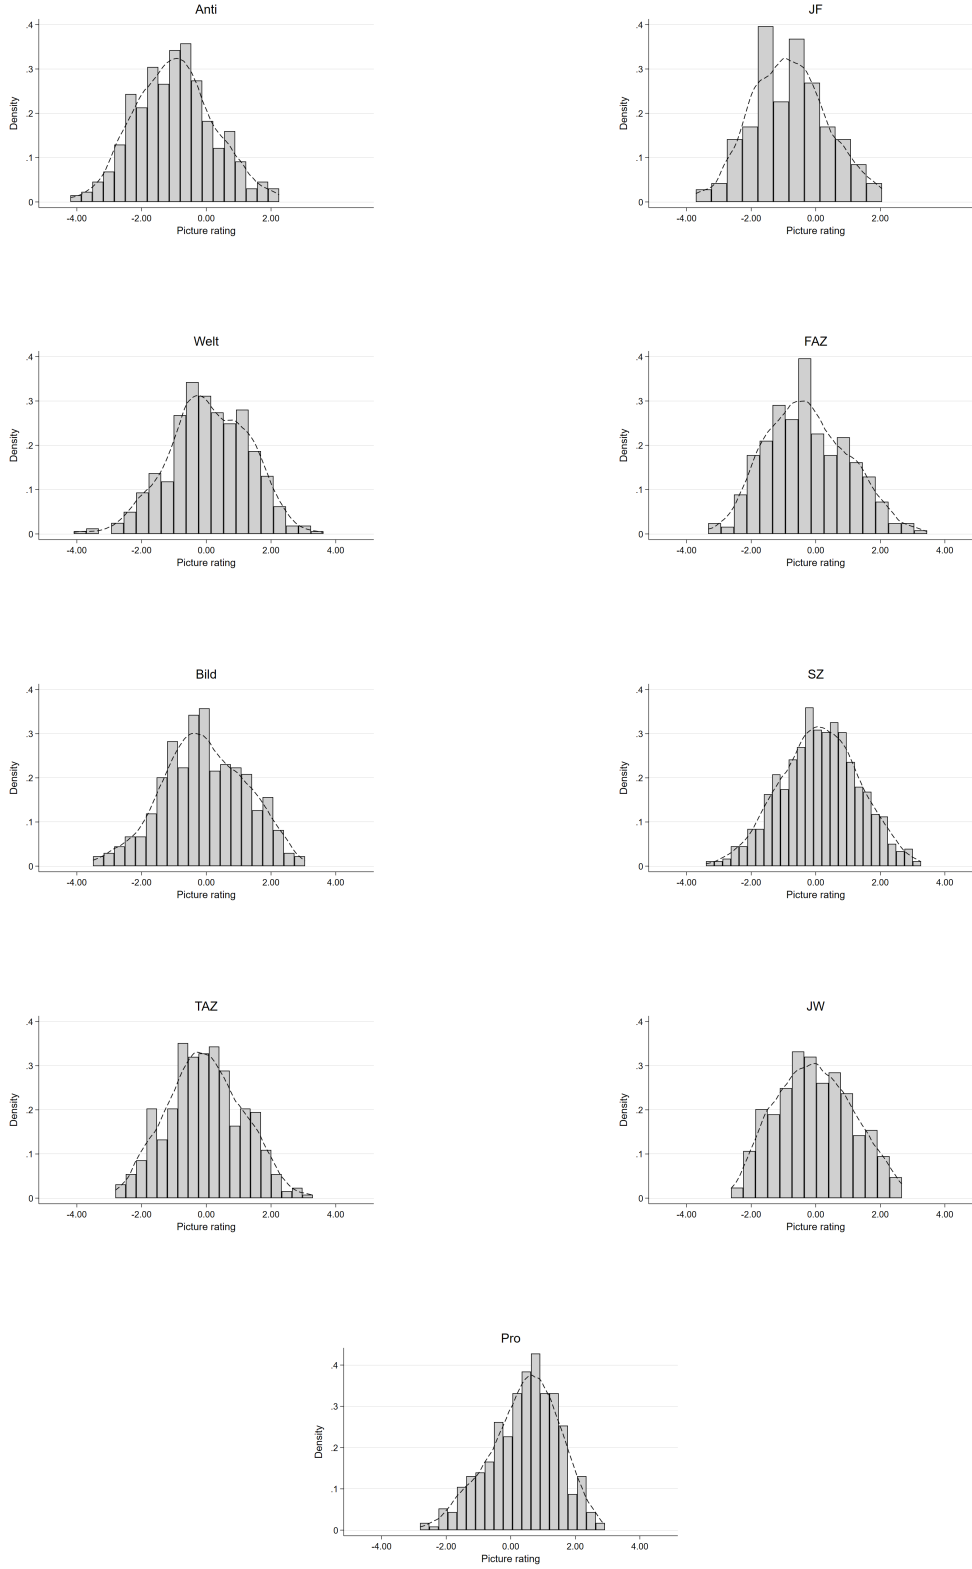 Anti
.4
.3
.2
.1
0
Density
-4.00 -2.00 0.00 2.00
Picture rating
JF
.4
.3
.2
.1
0
Density
-4.00 -2.00 0.00 2.00
Picture rating
Welt
.4
.3
.2
.1
0
Density
-4.00 -2.00 0.00 2.00 4.00
Picture rating
FAZ
.4
.3
.2
.1
0
Density
-4.00 -2.00 0.00 2.00 4.00
Picture rating
Bild
.4
.3
.2
.1
0
Density
-4.00 -2.00 0.00 2.00 4.00
Picture rating
SZ
.4
.3
.2
.1
0
Density
-4.00 -2.00 0.00 2.00 4.00
Picture rating
TAZ
.4
.3
.2
.1
0
Density
-4.00 -2.00 0.00 2.00 4.00
Picture rating
JW
.4
.3
.2
.1
0
Density
-4.00 -2.00 0.00 2.00 4.00
Picture rating
Pro
.4
.3
.2
.1
0
Density
-4.00 -2.00 0.00 2.00 4.00
Picture rating